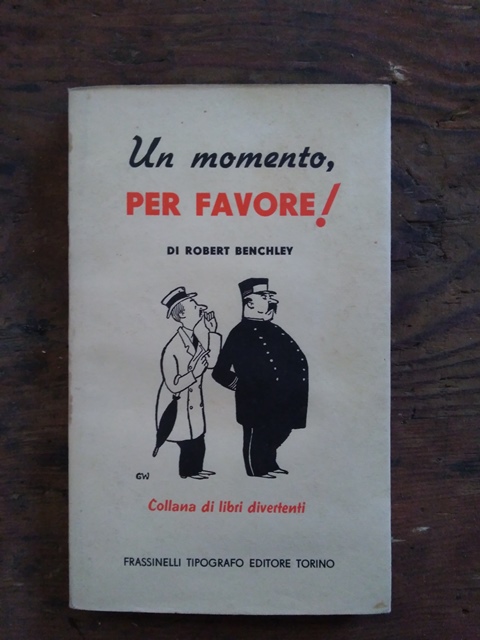 Un momento,
PER FAVORE!
DI ROBERT BENCHLEY
GW
Collana di libri divertenti
FRASSINELLI TIPOGRAFO EDITORE TORINO